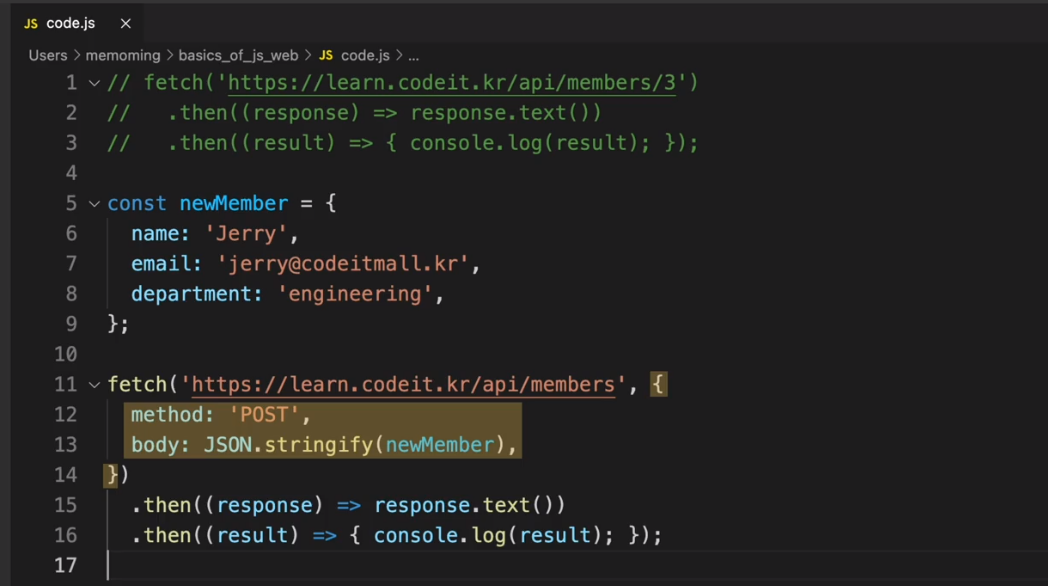 JS code.js ×
Users > memoming > basics_of_js_web > JS code.js > ...
1 // fetch('https://learn.codeit.kr/api/members/3')
2 //   .then((response) => response.text())
3 //   .then((result) => { console.log(result); });
4
5 const newMember = {
6   name: 'Jerry',
7   email: 'jerry@codeitmall.kr',
8   department: 'engineering',
9 };
10
11 fetch('https://learn.codeit.kr/api/members', {
12   method: 'POST',
13   body: JSON.stringify(newMember),
14 })
15   .then((response) => response.text())
16   .then((result) => { console.log(result); });
17